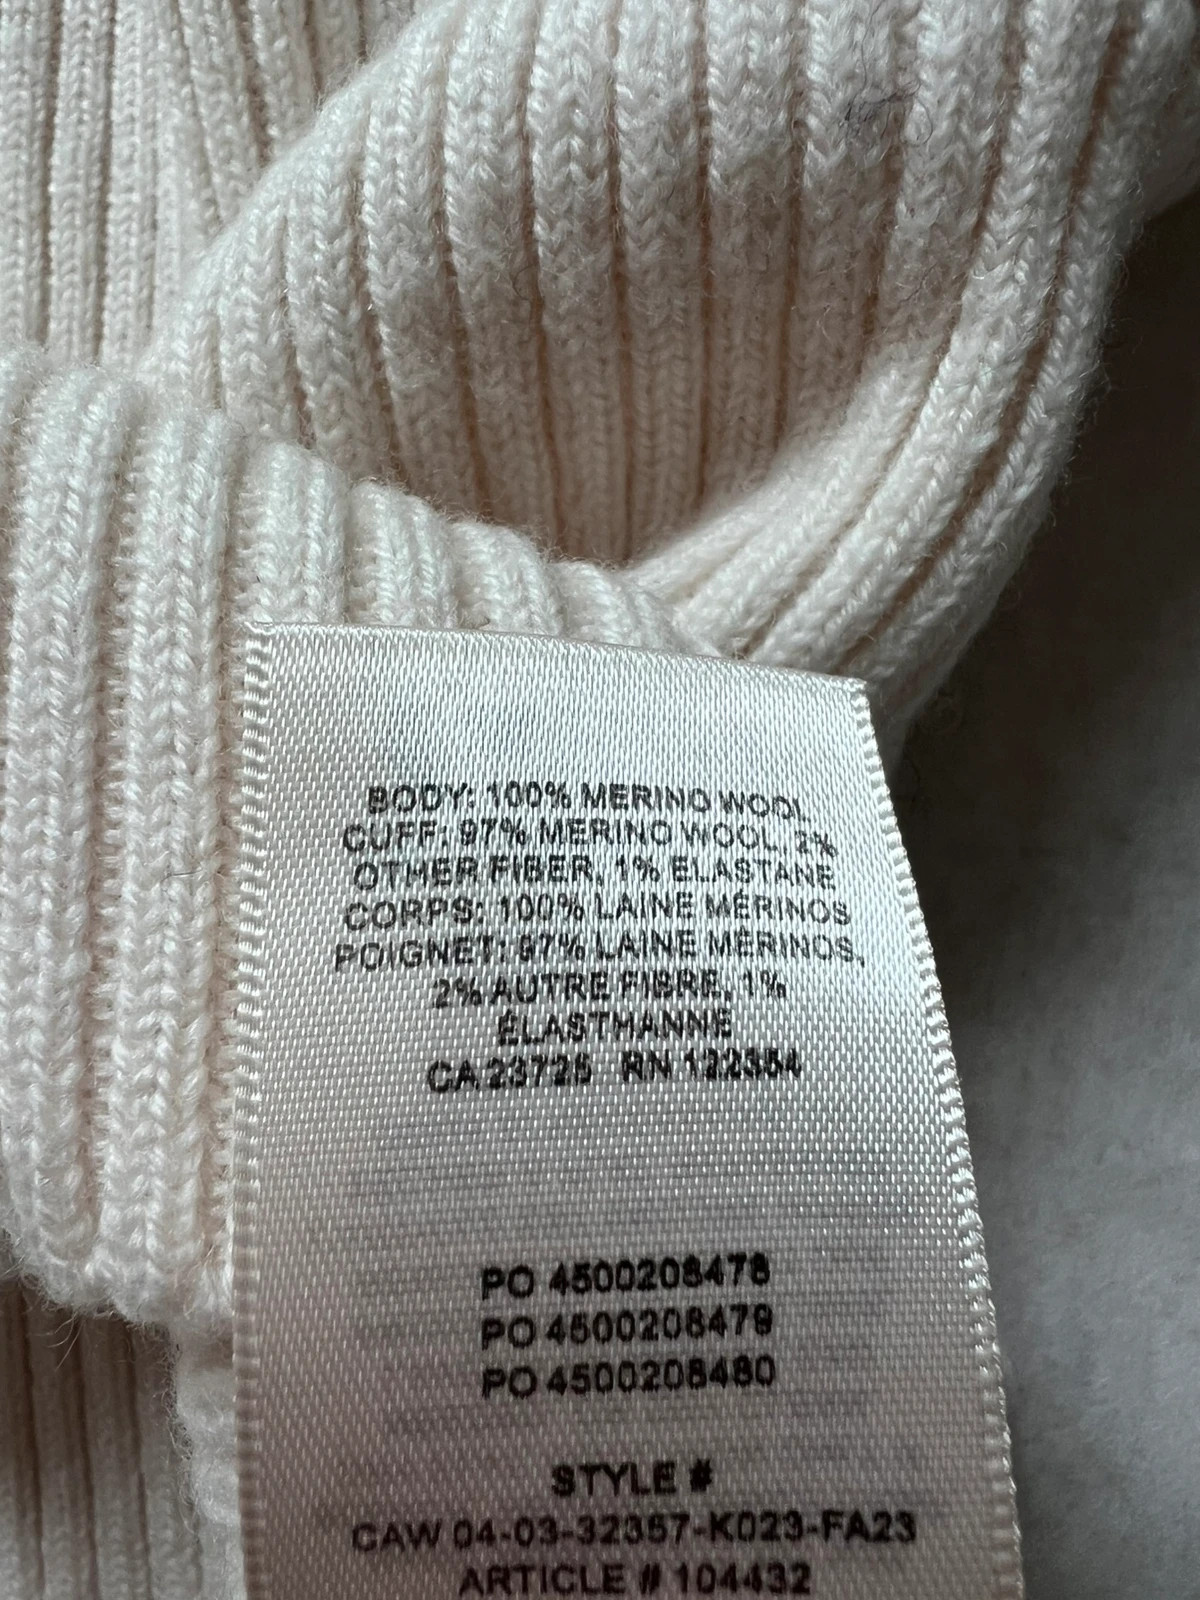 BODY: 100% MERINO WOOL
CUFF: 97% MERINO WOOL, 2%
OTHER FIBER, 1% ELASTANE
CORPS: 100% LAINE MÉRINOS
POIGNET: 97% LAINE MÉRINOS,
2% AUTRE FIBRE, 1%
ÉLASTHANNE
CA 23725 RN 122354
PO 4500208478
PO 4500208479
PO 4500208480
STYLE #
CAW 04-03-32357-K023-FA23
ARTICLE # 104432